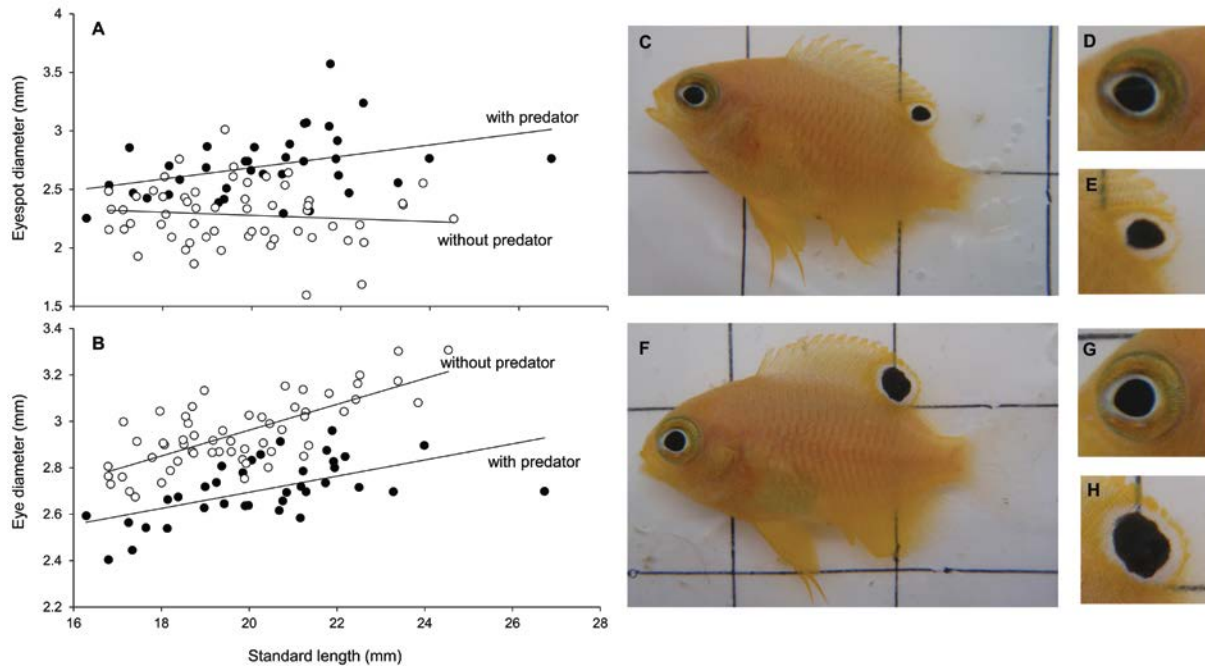 A
Eyespot diameter (mm)
4
3.5
3
2.5
2
1.5
with predator
without predator
B
Eye diameter (mm)
3.4
3.2
3
2.8
2.6
2.4
2.2
without predator
with predator
16 18 20 22 24 26 28
Standard length (mm)
C
D
E
F
G
H